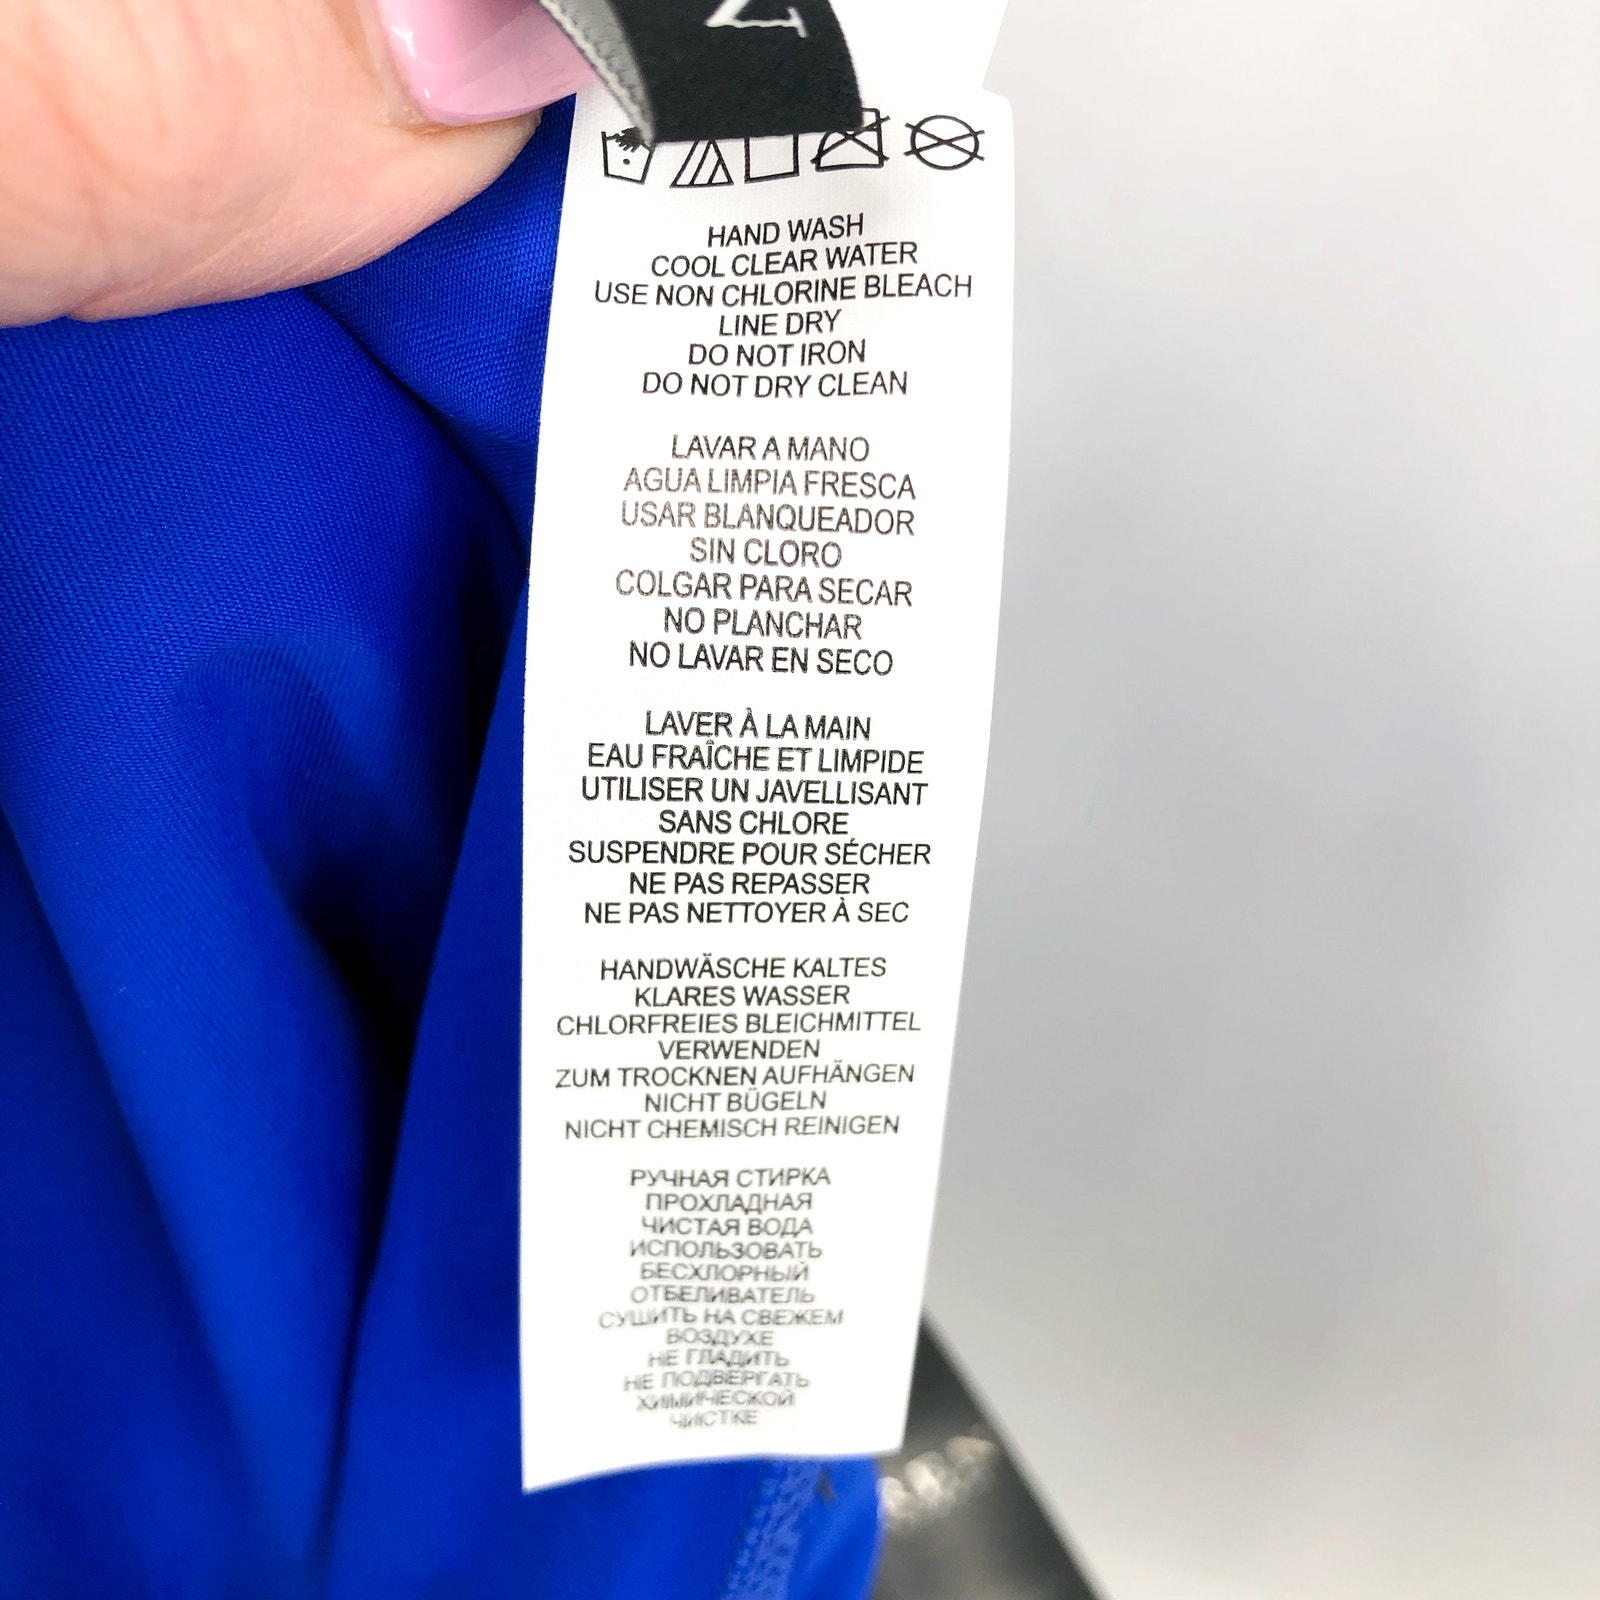 HAND WASH
COOL CLEAR WATER
USE NON CHLORINE BLEACH
LINE DRY
DO NOT IRON
DO NOT DRY CLEAN
LAVAR A MANO
AGUA LIMPIA FRESCA
USAR BLANQUEADOR
SIN CLORO
COLGAR PARA SECAR
NO PLANCHAR
NO LAVAR EN SECO
LAVER À LA MAIN
EAU FRAÎCHE ET LIMPIDE
UTILISER UN JAVELLISANT
SANS CHLORE
SUSPENDRE POUR SÉCHER
NE PAS REPASSER
NE PAS NETTOYER À SEC
HANDWÄSCHE KALTES
KLARES WASSER
CHLORFREIES BLEICHMITTEL
VERWENDEN
ZUM TROCKNEN AUFHÄNGEN
NICHT BÜGELN
NICHT CHEMISCH REINIGEN
РУЧНАЯ СТИРКА
ПРОХЛАДНАЯ
ЧИСТАЯ ВОДА
ИСПОЛЬЗОВАТЬ
БЕСХЛОРНЫЙ
ОТБЕЛИВАТЕЛЬ
СУШИТЬ НА СВЕЖЕМ
ВОЗДУХЕ
НЕ ГЛАДИТЬ
НЕ ПОДВЕРГАТЬ
ХИМИЧЕСКОЙ
ЧИСТКЕ